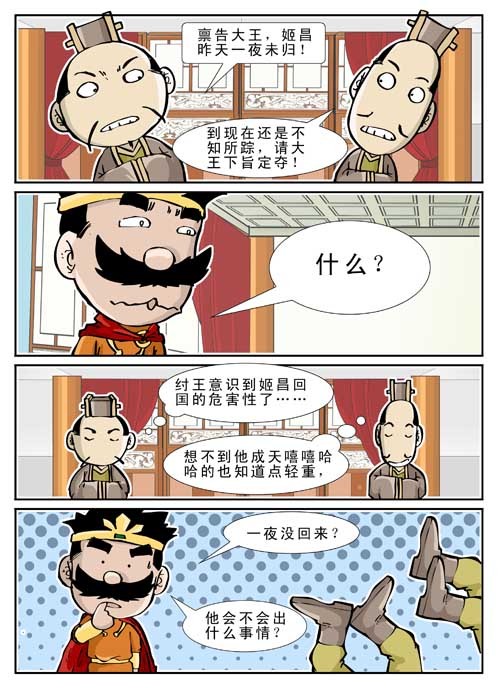 禀告大王，姬昌
昨天一夜未归！
到现在还是不
知所踪，请大
王下旨定夺！
什么？
纣王意识到姬昌回
国的危害性了……
想不到他成天嘻嘻哈
哈的也知道点轻重，
一夜没回来？
他会不会出
什么事情？